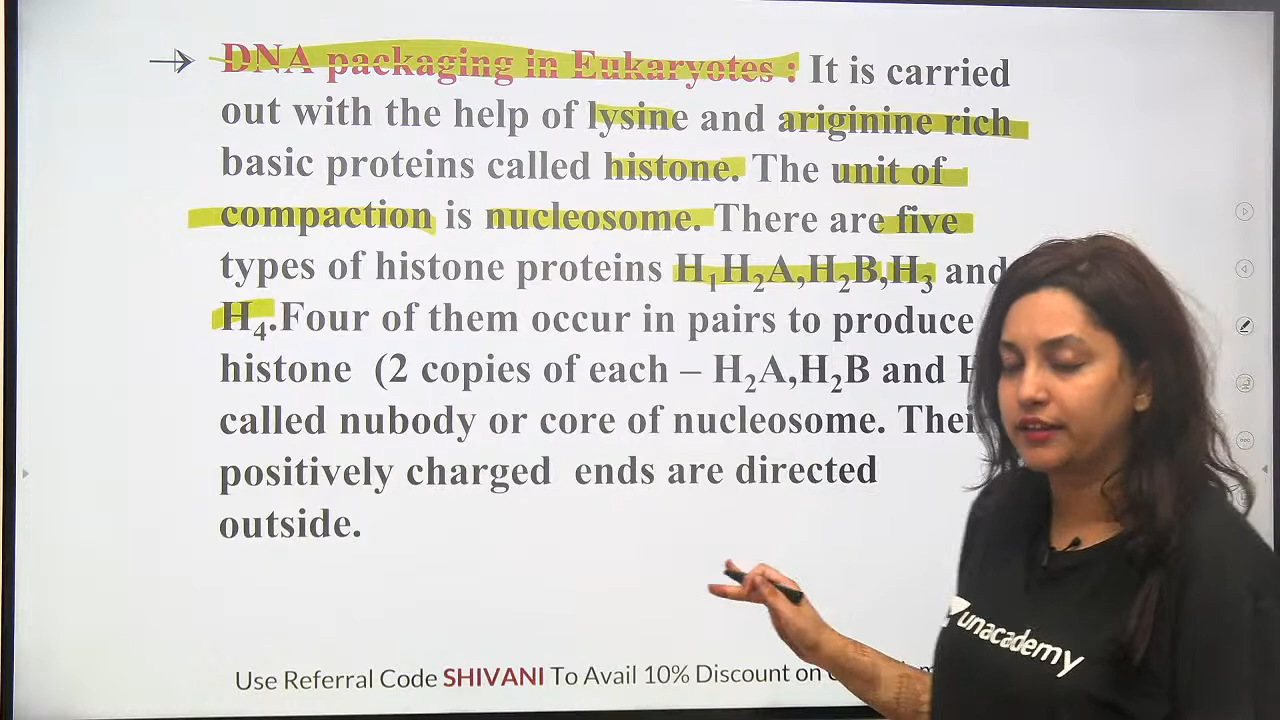 DNA packaging in Eukaryotes : It is carried
out with the help of lysine and ariginine rich
basic proteins called histone. The unit of
compaction is nucleosome. There are five
types of histone proteins H₁H₂A,H₂B,H₃ and
H₄.Four of them occur in pairs to produce
histone (2 copies of each – H₂A,H₂B and
called nubody or core of nucleosome.
positively charged ends are directed
outside.
Use Referral Code SHIVANI To Avail 10% Discount on
unacademy